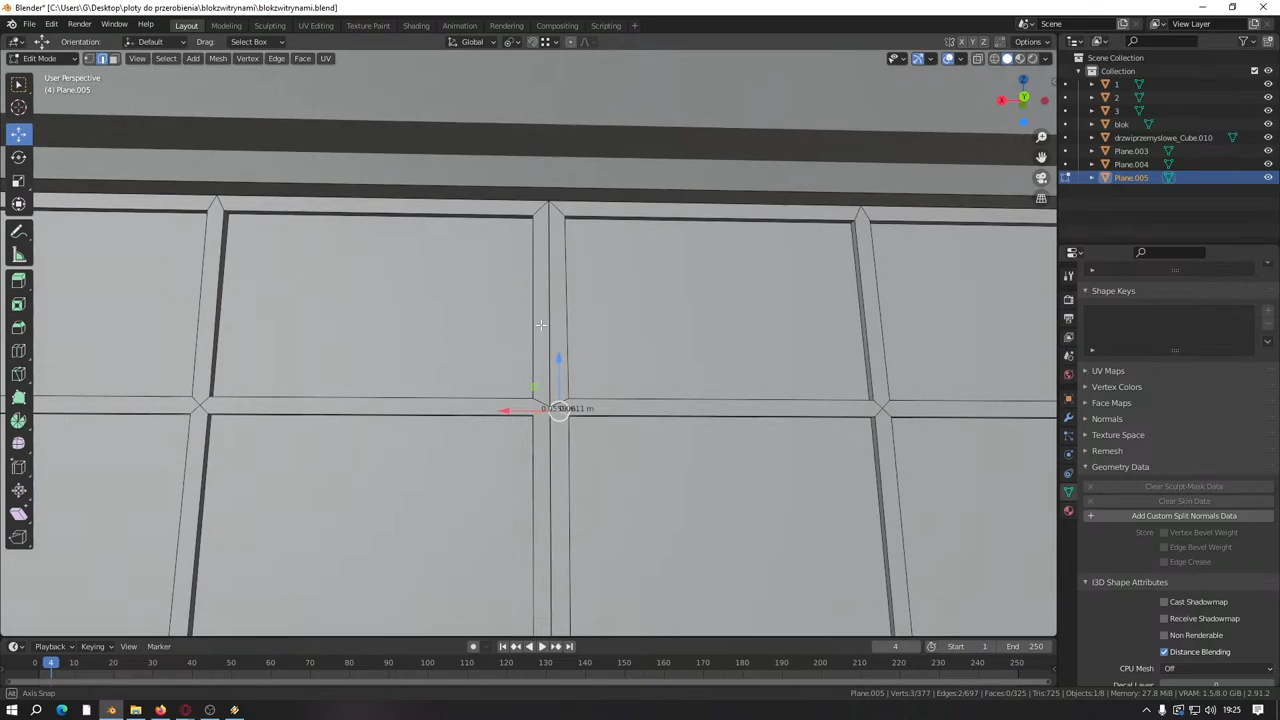 Blender* [C:\Users\G\Desktop\ploty do przerobienia\blokzwitrynami\blokzwitrynami.blend]
File Edit Render Window Help Layout Modeling Sculpting UV Editing Texture Paint Shading Animation Rendering Compositing Scripting + Scene View Layer
Orientation: Default Drag: Select Box Global X Y Z Options
Edit Mode View Select Add Mesh Vertex Edge Face UV
User Perspective
(4) Plane.005
Z
Y
X
Scene Collection
Collection
1
2
3
blok
drzwiprzemyslowe_Cube.010
Plane.003
Plane.004
Plane.005
Shape Keys
UV Maps
Vertex Colors
Face Maps
Normals
Texture Space
Remesh
Geometry Data
Clear Sculpt-Mask Data
Clear Skin Data
Add Custom Split Normals Data
Store Vertex Bevel Weight
Edge Bevel Weight
Edge Crease
I3D Shape Attributes
Cast Shadowmap
Receive Shadowmap
Non Renderable
Distance Blending
CPU Mesh Off
Decal Layer 0
Playback Keying View Marker 4 Start 1 End 250
0 4 10 20 30 40 50 60 70 80 90 100 110 120 130 140 150 160 170 180 190 200 210 220 230 240 250
Axis Snap Plane.005 | Verts:3/377 | Edges:2/697 | Faces:0/325 | Tris:725 | Objects:1/8 | Memory: 27.8 MiB | VRAM: 1.5/8.0 GiB | 2.91.2
19:25